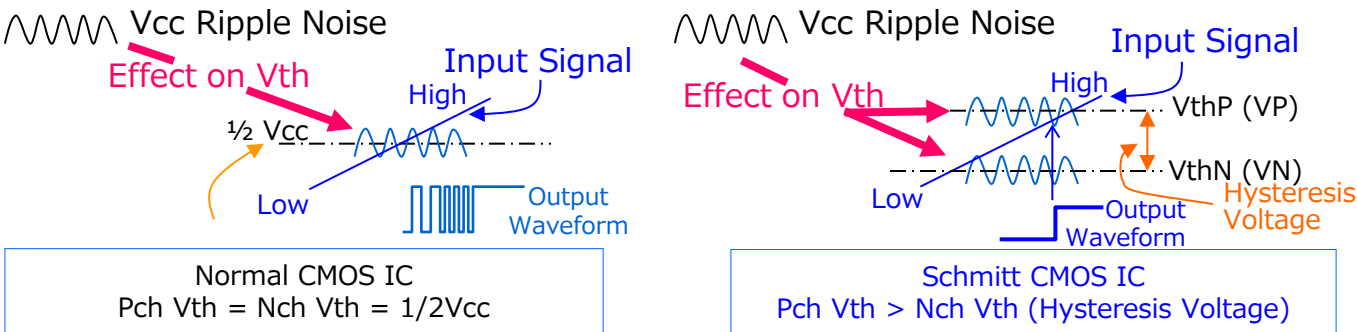 Vcc Ripple Noise
Effect on Vth
Input Signal
High
½ Vcc
Low
Output
Waveform
Normal CMOS IC
Pch Vth = Nch Vth = 1/2Vcc
Vcc Ripple Noise
Input Signal
Effect on Vth
High
VthP (VP)
VthN (VN)
Low
Hysteresis
Voltage
Output
Waveform
Schmitt CMOS IC
Pch Vth > Nch Vth (Hysteresis Voltage)